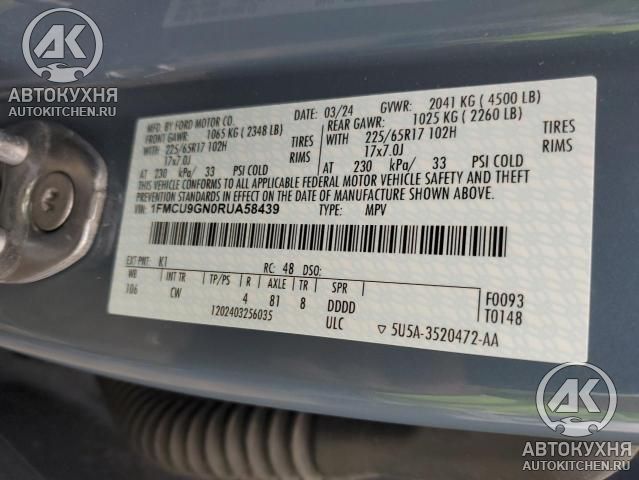 АВТОКУХНЯ
AUTOKITCHEN.RU
MFD. BY FORD MOTOR CO. 03/24 GVWR: 2041 KG ( 4500 LB)
FRONT GAWR: 1065 KG ( 2348 LB) REAR GAWR: 1025 KG ( 2260 LB)
WITH 225/65R17 102H TIRES WITH 225/65R17 102H TIRES
17x7.0J RIMS 17x7.0J RIMS
AT 230 kPa/ 33 PSI COLD AT 230 kPa/ 33 PSI COLD
THIS VEHICLE CONFORMS TO ALL APPLICABLE FEDERAL MOTOR VEHICLE SAFETY AND THEFT
PREVENTION STANDARDS IN EFFECT ON THE DATE OF MANUFACTURE SHOWN ABOVE.
VIN: 1FMCU9GN0RUA58439 TYPE: MPV
EXT PNT: K1 RC: 48 DSO:
WB INT TR TP/PS R AXLE TR SPR
106 CW 4 81 8 DDDD F0093
1202403256035 ULC T0148
▽ 5U5A-3520472-AA
АК
АВТОКУХНЯ
AUTOKITCHEN.RU